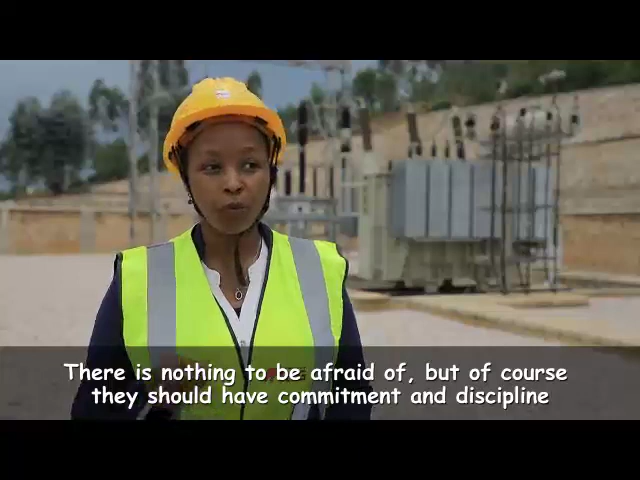 There is nothing to be afraid of, but of course
they should have commitment and discipline